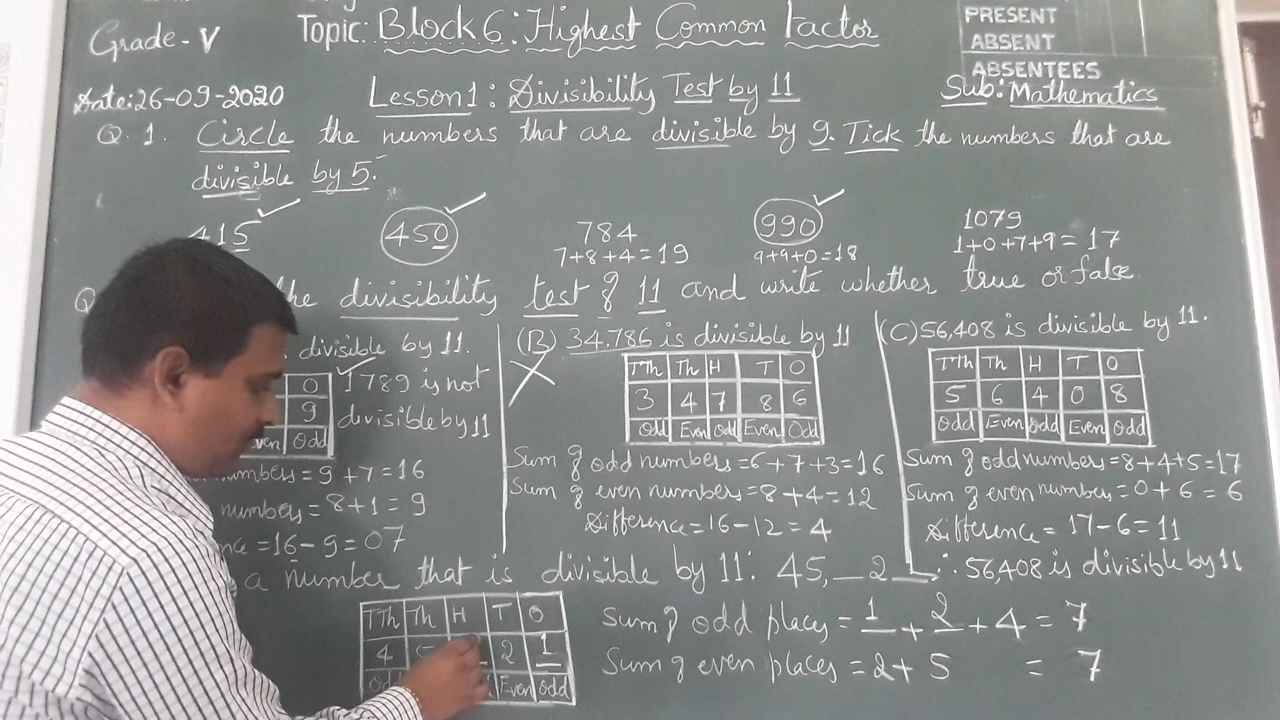 Grade-V
Topic: Block 6: Highest Common Factor
PRESENT
ABSENT
ABSENTEES
Date: 26-09-2020
Lesson 1: Divisibility Test by 11
Sub: Mathematics
Q. 1. Circle the numbers that are divisible by 9. Tick the numbers that are
divisible by 5.
415 450 784 990 1079
7+8+4=19 9+9+0=18 1+0+7+9=17
Q the divisibility test of 11 and write whether true or false
divisible by 11.
O
9
Even Odd
1789 is not
divisible by 11
numbers = 9+7=16
numbers = 8+1=9
=16-9=07
(B) 34,786 is divisible by 11
TTh Th H T O
3 4 7 8 6
Odd Even Odd Even Odd
Sum of odd numbers=6+7+3=16
Sum of even numbers=8+4=12
Difference=16-12=4
(C) 56,408 is divisible by 11.
TTh Th H T O
5 6 4 0 8
Odd Even Odd Even Odd
Sum of odd numbers=8+4+5=17
Sum of even numbers=0+6=6
Difference = 17-6=11
∴ 56,408 is divisible by 11
a number that is divisible by 11: 45,_2_
TTh Th H T O
4 5 2 1
Odd Even Odd
Sum of odd places = 1 + 2 + 4 = 7
Sum of even places = 2+5 = 7